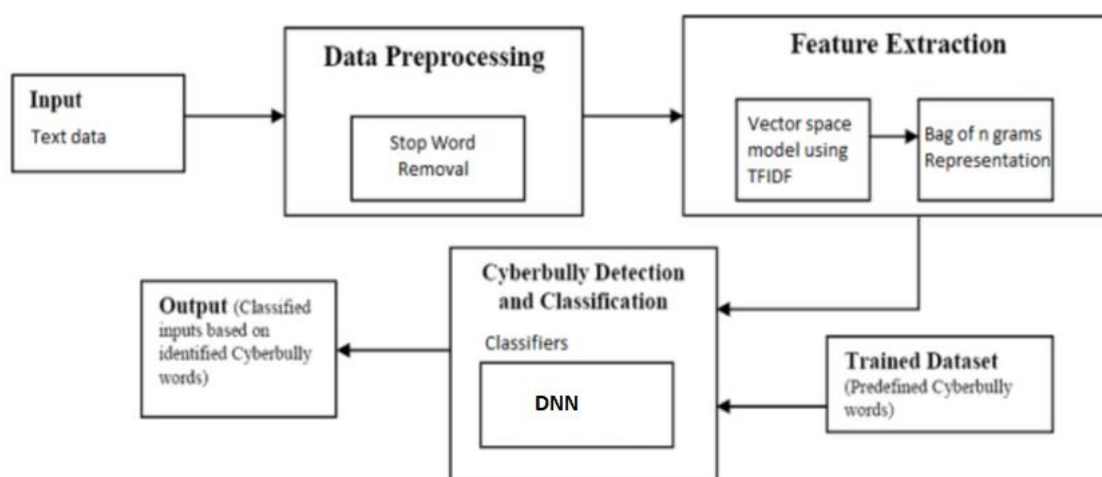 Input
Text data
Data Preprocessing
Stop Word
Removal
Feature Extraction
Vector space
model using
TFIDF
Bag of n grams
Representation
Cyberbully Detection
and Classification
Classifiers
DNN
Trained Dataset
(Predefined Cyberbully
words)
Output (Classified
inputs based on
identified Cyberbully
words)